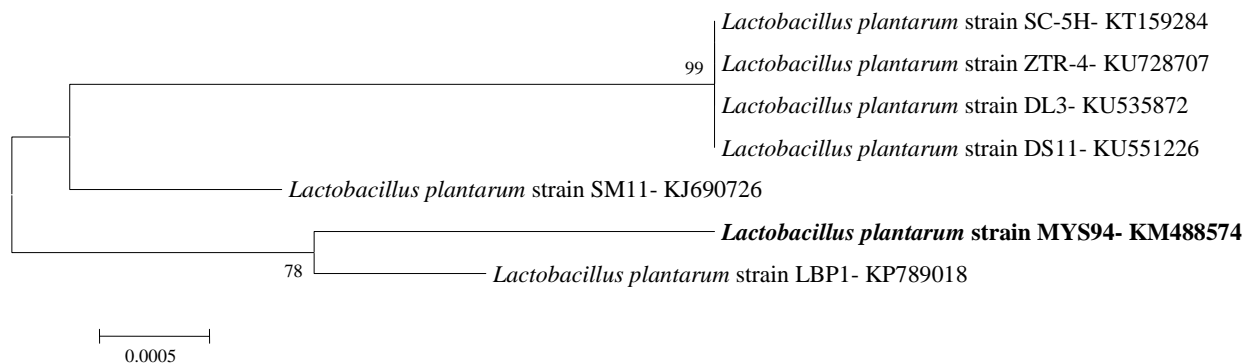 Lactobacillus plantarum strain SC-5H- KT159284
99
Lactobacillus plantarum strain ZTR-4- KU728707
Lactobacillus plantarum strain DL3- KU535872
Lactobacillus plantarum strain DS11- KU551226
Lactobacillus plantarum strain SM11- KJ690726
Lactobacillus plantarum strain MYS94- KM488574
78
Lactobacillus plantarum strain LBP1- KP789018
0.0005